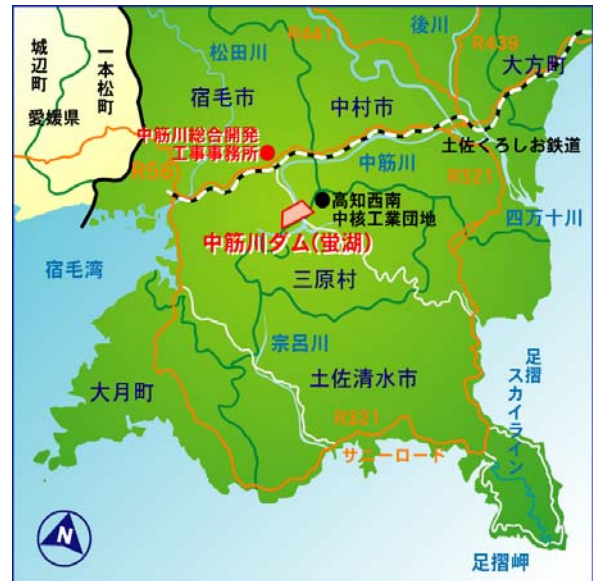 R441
後川
R439
松田川
大方町
城辺町
一本松町
宿毛市
中村市
愛媛県
中筋川総合開発
工事事務所
土佐くろしお鉄道
中筋川
R56
R321
高知西南
中核工業団地
四万十川
中筋川ダム(蛍湖)
宿毛湾
三原村
宗呂川
足摺
スカイライン
大月町
土佐清水市
R321
サニーロード
N
足摺岬